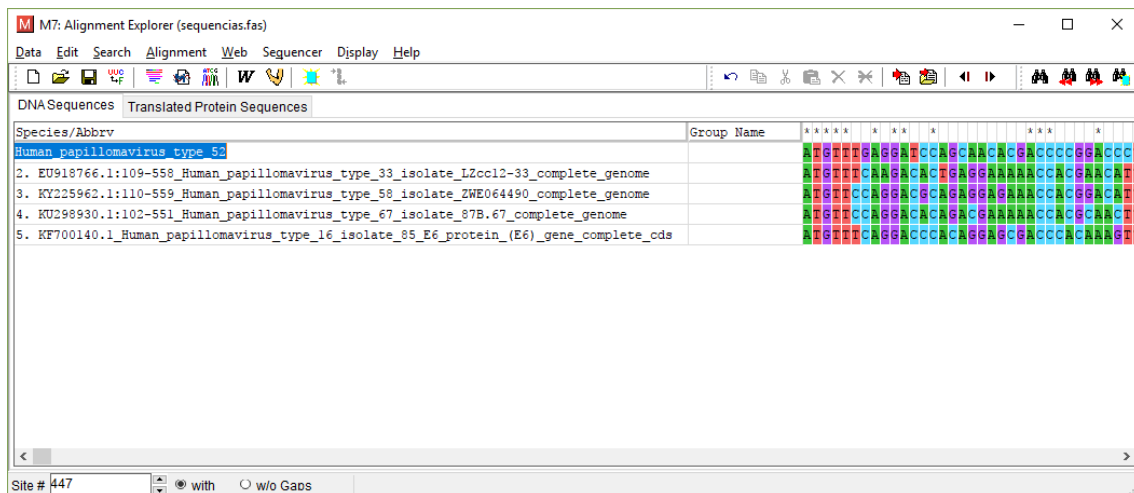 M M7: Alignment Explorer (sequencias.fas)
Data Edit Search Alignment Web Sequencer Display Help
W
DNA Sequences Translated Protein Sequences
Species/Abbrv Group Name * * * * * * * * * * * * *
Human_papillomavirus_type_52 ATGTTTGAGGATCCAGCAACACGACCCCGGACCC
2. EU918766.1:109-558_Human_papillomavirus_type_33_isolate_LZcc12-33_complete_genome ATGTTTCAAGACACTGAGGAAAAACCACGAACAT
3. KY225962.1:110-559_Human_papillomavirus_type_58_isolate_ZWE064490_complete_genome ATGTTCCAGGACGCAGAGGAGAAACCACGGACAT
4. KU298930.1:102-551_Human_papillomavirus_type_67_isolate_87B.67_complete_genome ATGTTCCAGGACACAGACGAAAAACCACGCAACT
5. KF700140.1_Human_papillomavirus_type_16_isolate_85_E6_protein_(E6)_gene_complete_cds ATGTTTCAGGACCCACAGGAGCGACCCACAAAGT
Site # 447 with w/o Gaps